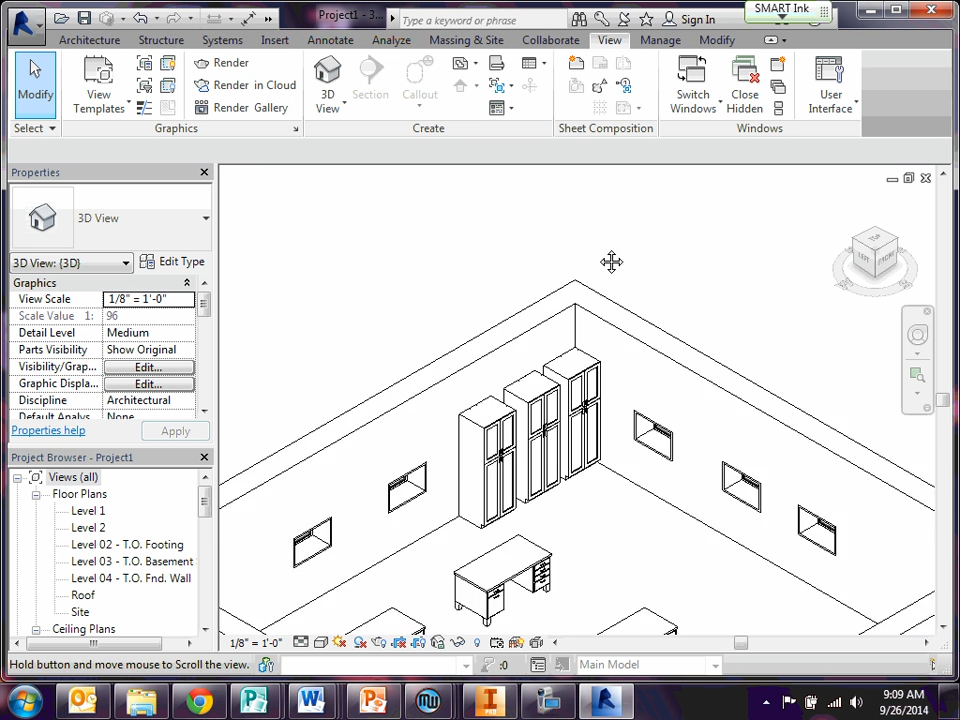 Project1 - 3...
Type a keyword or phrase
Sign In
SMART Ink
Architecture Structure Systems Insert Annotate Analyze Massing & Site Collaborate View Manage Modify
Modify
View Templates
Render
Render in Cloud
Render Gallery
3D View
Section
Callout
Switch Windows
Close Hidden
User Interface
Select Graphics Create Sheet Composition Windows
Properties
3D View
3D View: {3D} Edit Type
Graphics
View Scale 1/8" = 1'-0"
Scale Value 1: 96
Detail Level Medium
Parts Visibility Show Original
Visibility/Grap... Edit...
Graphic Displa... Edit...
Discipline Architectural
Default Analys... None
Properties help Apply
Project Browser - Project1
Views (all)
Floor Plans
Level 1
Level 2
Level 02 - T.O. Footing
Level 03 - T.O. Basement
Level 04 - T.O. Fnd. Wall
Roof
Site
Ceiling Plans
TOP
LEFT
FRONT
1/8" = 1'-0"
Hold button and move mouse to Scroll the view.
:0
Main Model
9:09 AM
9/26/2014